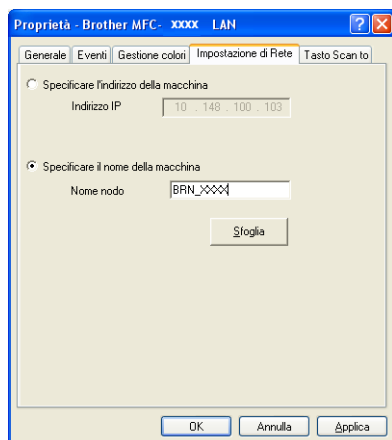 Proprietà - Brother MFC- XXXX LAN
Generale Eventi Gestione colori Impostazione di Rete Tasto Scan to
Specificare l'indirizzo della macchina
Indirizzo IP 10 . 148 . 100 . 103
Specificare il nome della macchina
Nome nodo BRN_XXXX
Sfoglia
OK Annulla Applica